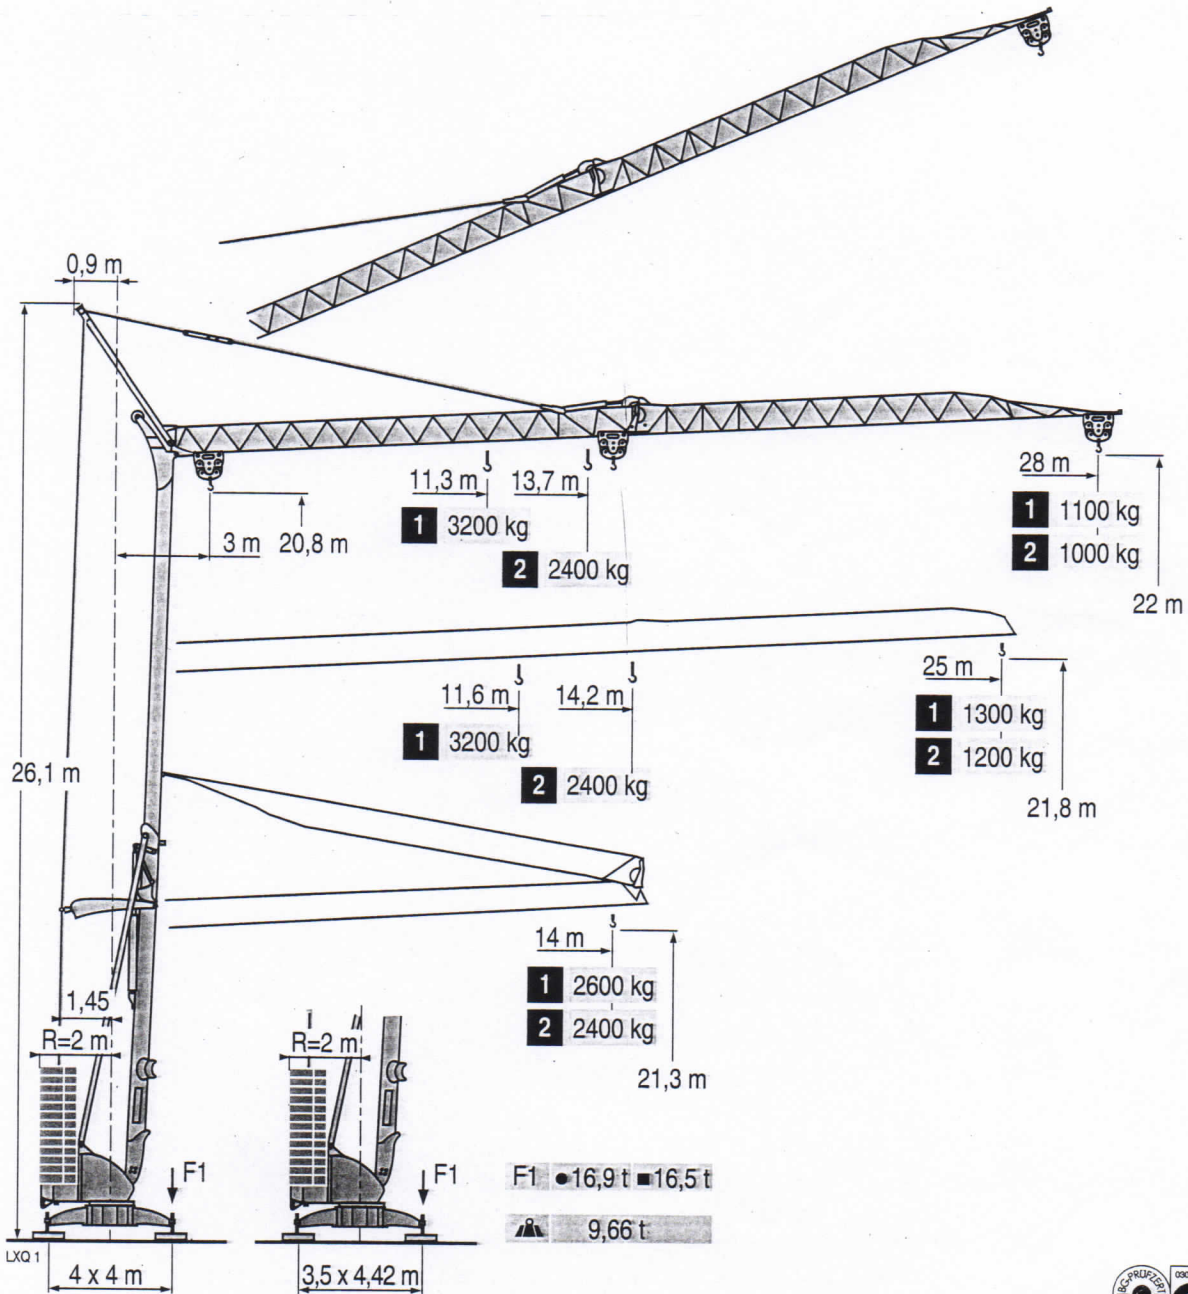 0,9 m
11,3 m 13,7 m
28 m
1 3200 kg
1 1100 kg
3 m 20,8 m
2 2400 kg
2 1000 kg
22 m
11,6 m 14,2 m
25 m
1 3200 kg
1 1300 kg
2 2400 kg
2 1200 kg
26,1 m
21,8 m
14 m
1 2600 kg
1,45
2 2400 kg
R=2 m
R=2 m
21,3 m
F1
F1
F1 16,9 t 16,5 t
9,66 t
LXQ 1
4 x 4 m
3,5 x 4,42 m